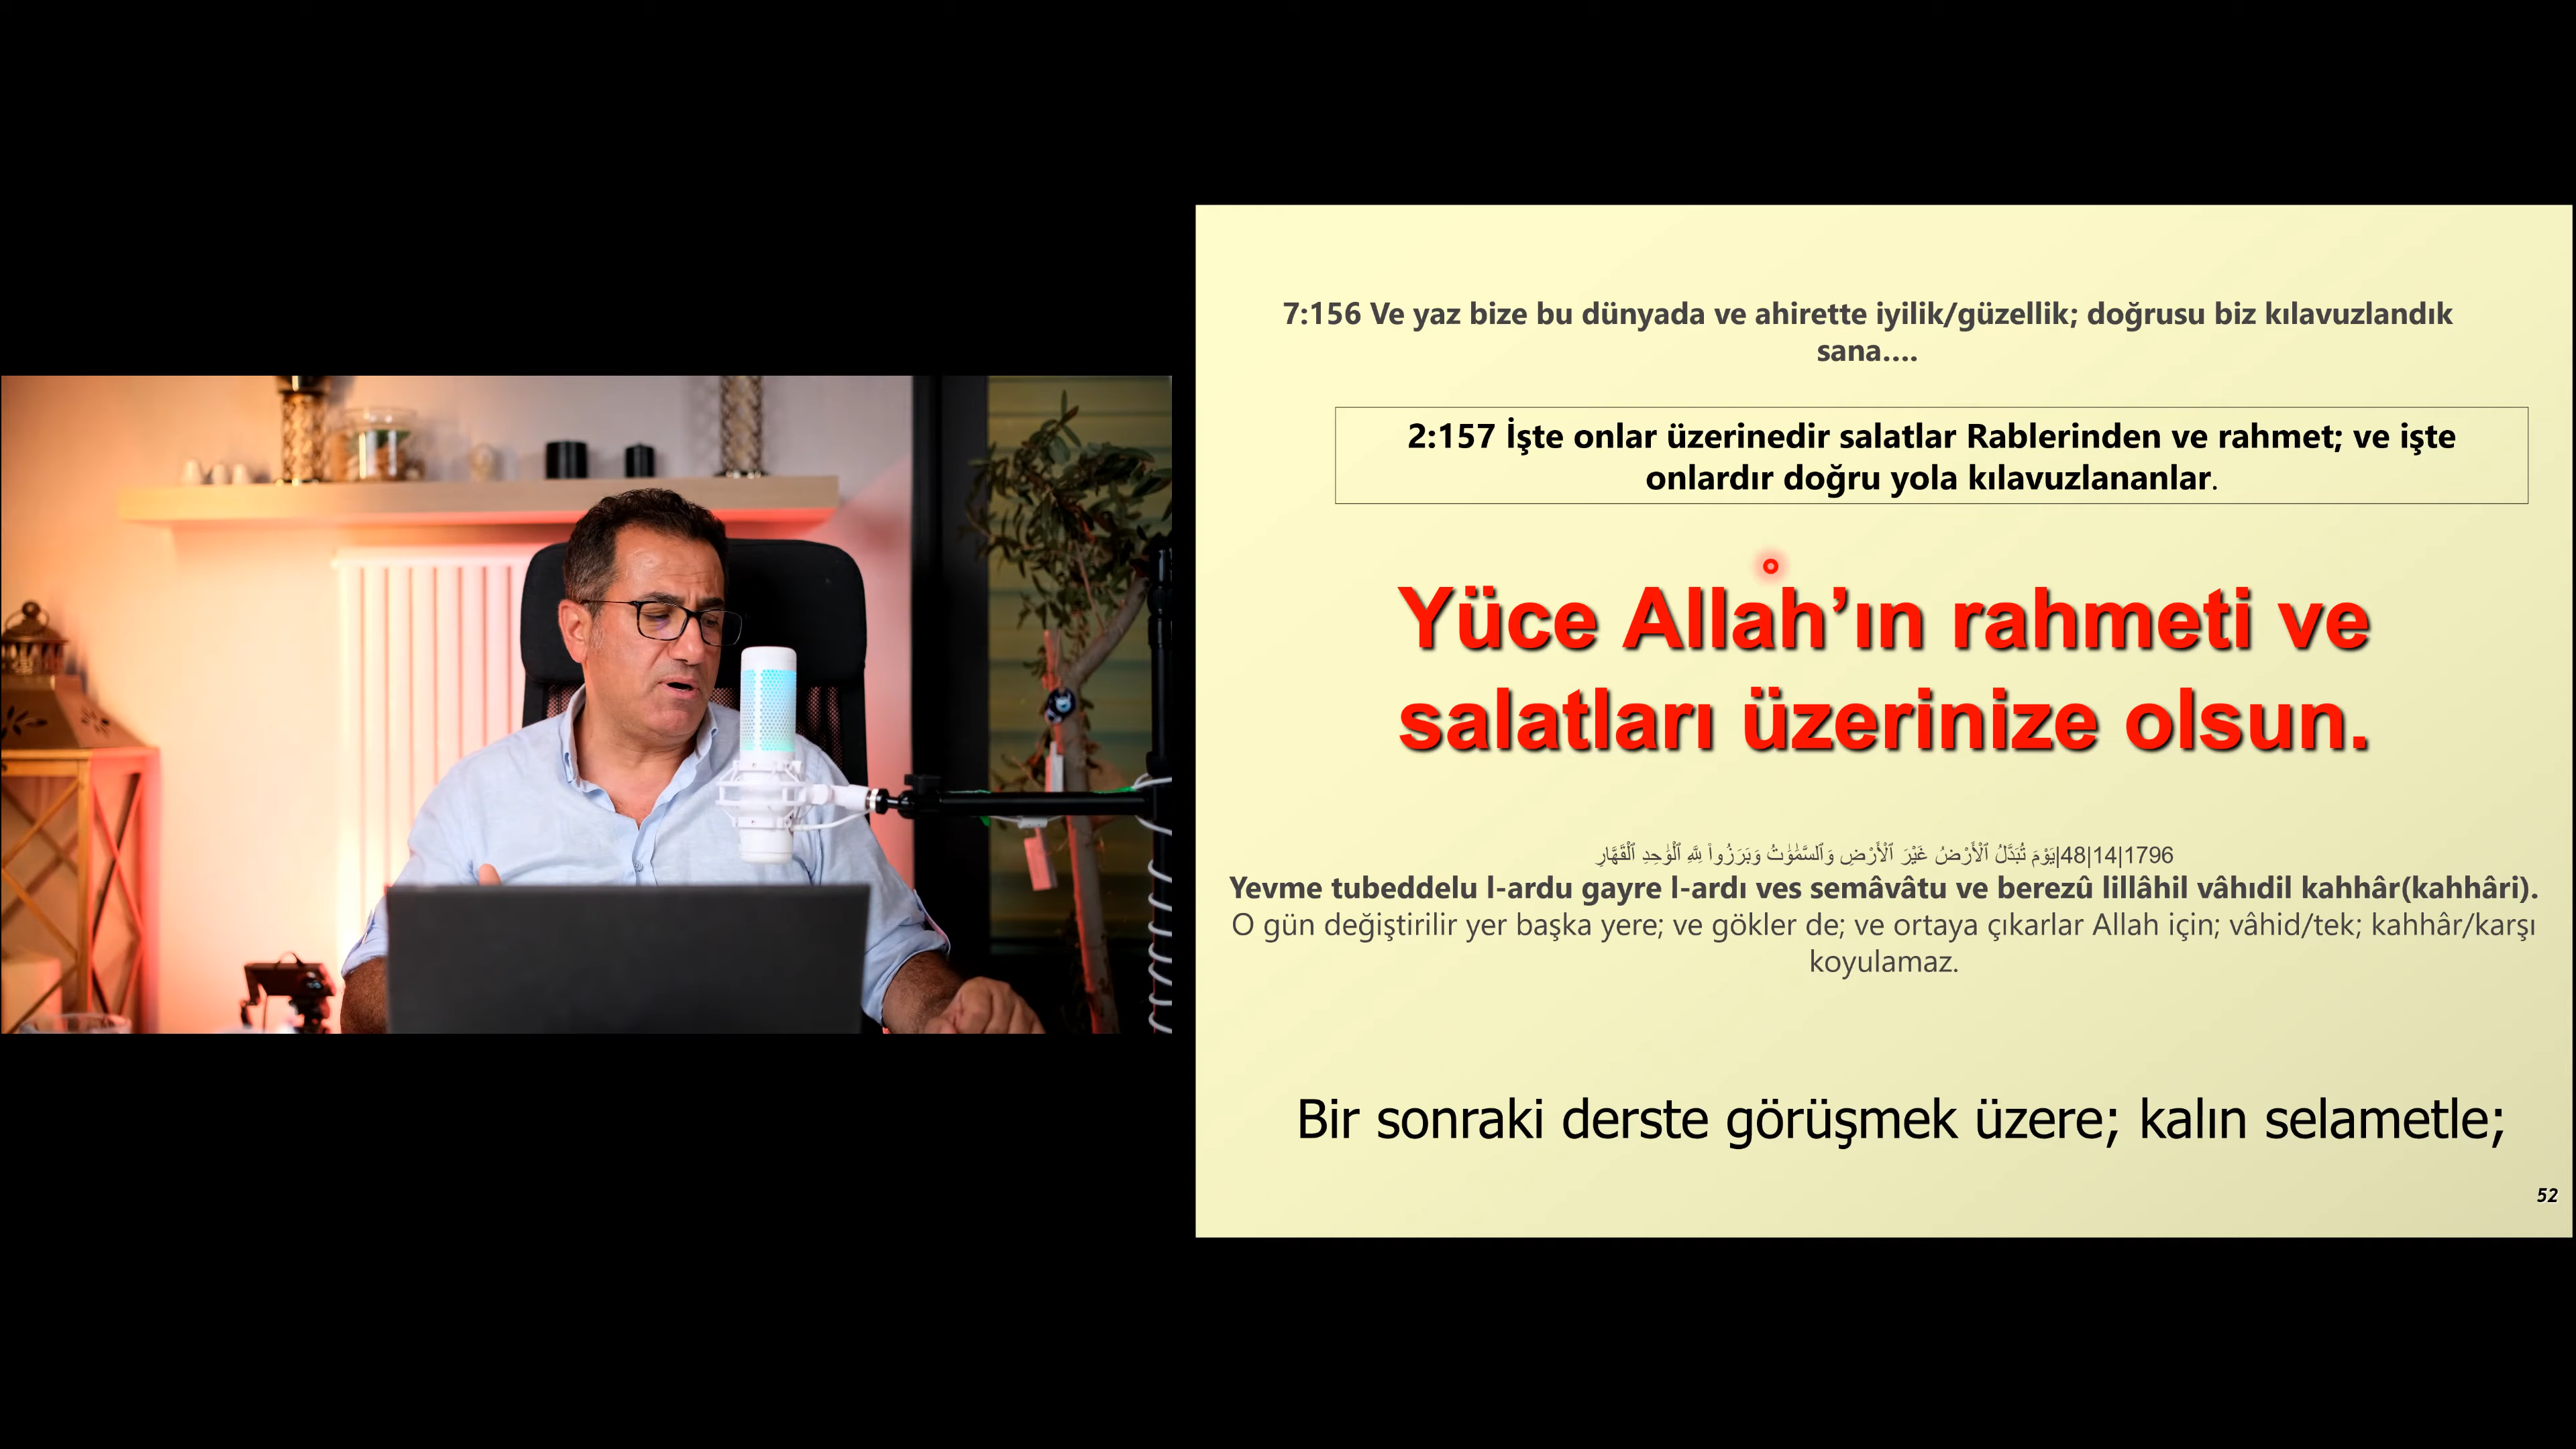 7:156 Ve yaz bize bu dünyada ve ahirette iyilik/güzellik; doğrusu biz kılavuzlandık
sana....
2:157 İşte onlar üzerinedir salatlar Rablerinden ve rahmet; ve işte
onlardır doğru yola kılavuzlananlar.
Yüce Allah’ın rahmeti ve
salatları üzerinize olsun.
1796|14|48|يَوْمَ تُبَدَّلُ ٱلْأَرْضُ غَيْرَ ٱلْأَرْضِ وَٱلسَّمَٰوَٰتُ وَبَرَزُوا۟ لِلَّهِ ٱلْوَٰحِدِ ٱلْقَهَّارِ
Yevme tubeddelu l-ardu gayre l-ardı ves semâvâtu ve berezû lillâhil vâhıdil kahhâr(kahhâri).
O gün değiştirilir yer başka yere; ve gökler de; ve ortaya çıkarlar Allah için; vâhid/tek; kahhâr/karşı
koyulamaz.
Bir sonraki derste görüşmek üzere; kalın selametle;
52